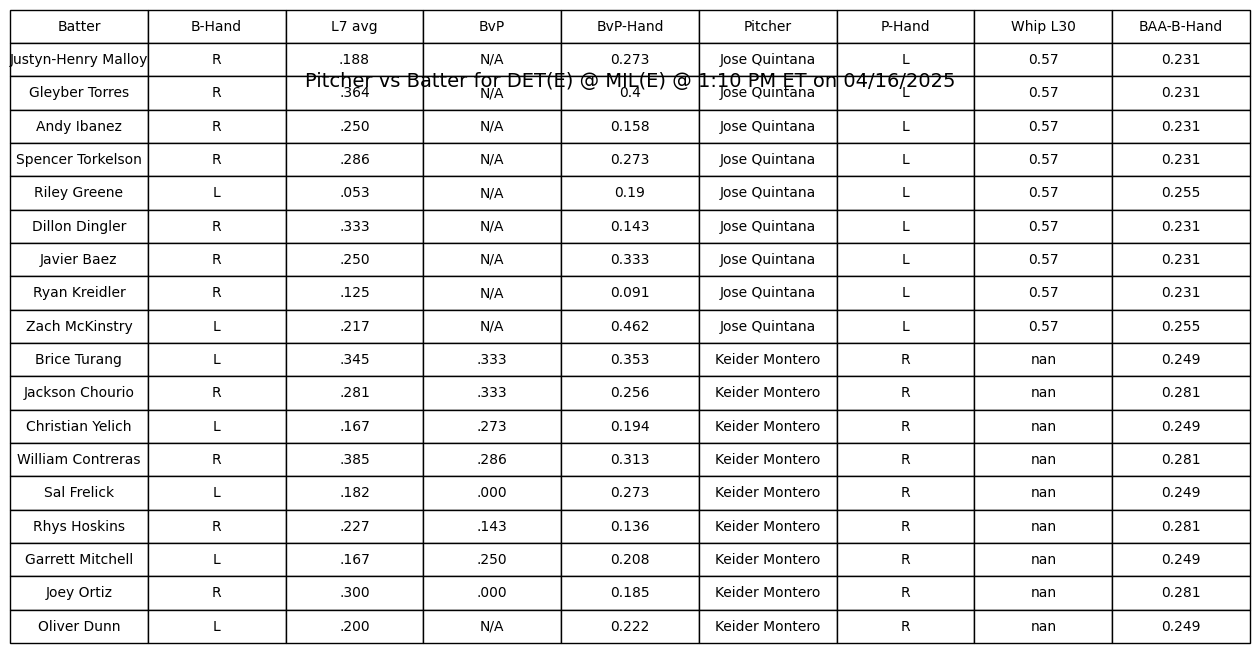 Batter B-Hand L7 avg BvP BvP-Hand Pitcher P-Hand Whip L30 BAA-B-Hand
Justyn-Henry Malloy R .188 N/A 0.273 Jose Quintana L 0.57 0.231
Pitcher vs Batter for DET(E) @ MIL(E) @ 1:10 PM ET on 04/16/2025
Gleyber Torres R .364 N/A 0.4 Jose Quintana L 0.57 0.231
Andy Ibanez R .250 N/A 0.158 Jose Quintana L 0.57 0.231
Spencer Torkelson R .286 N/A 0.273 Jose Quintana L 0.57 0.231
Riley Greene L .053 N/A 0.19 Jose Quintana L 0.57 0.255
Dillon Dingler R .333 N/A 0.143 Jose Quintana L 0.57 0.231
Javier Baez R .250 N/A 0.333 Jose Quintana L 0.57 0.231
Ryan Kreidler R .125 N/A 0.091 Jose Quintana L 0.57 0.231
Zach McKinstry L .217 N/A 0.462 Jose Quintana L 0.57 0.255
Brice Turang L .345 .333 0.353 Keider Montero R nan 0.249
Jackson Chourio R .281 .333 0.256 Keider Montero R nan 0.281
Christian Yelich L .167 .273 0.194 Keider Montero R nan 0.249
William Contreras R .385 .286 0.313 Keider Montero R nan 0.281
Sal Frelick L .182 .000 0.273 Keider Montero R nan 0.249
Rhys Hoskins R .227 .143 0.136 Keider Montero R nan 0.281
Garrett Mitchell L .167 .250 0.208 Keider Montero R nan 0.249
Joey Ortiz R .300 .000 0.185 Keider Montero R nan 0.281
Oliver Dunn L .200 N/A 0.222 Keider Montero R nan 0.249